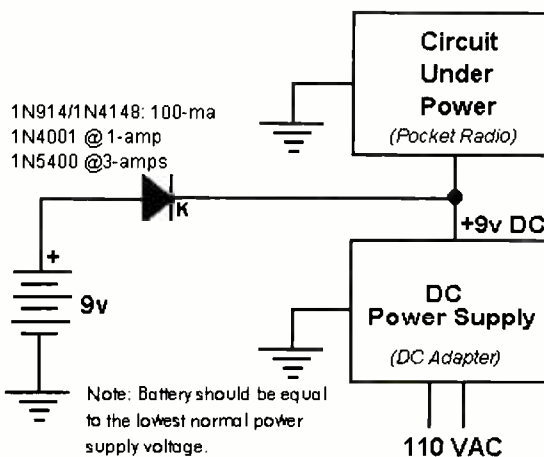 Circuit
Under
Power
(Pocket Radio)
1N914/1N4148: 100-ma
1N4001 @ 1-amp
1N5400 @3-amps
K
+9v DC
+
9v
DC
Power Supply
(DC Adapter)
Note: Battery should be equal
to the lowest normal power
supply voltage.
110 VAC